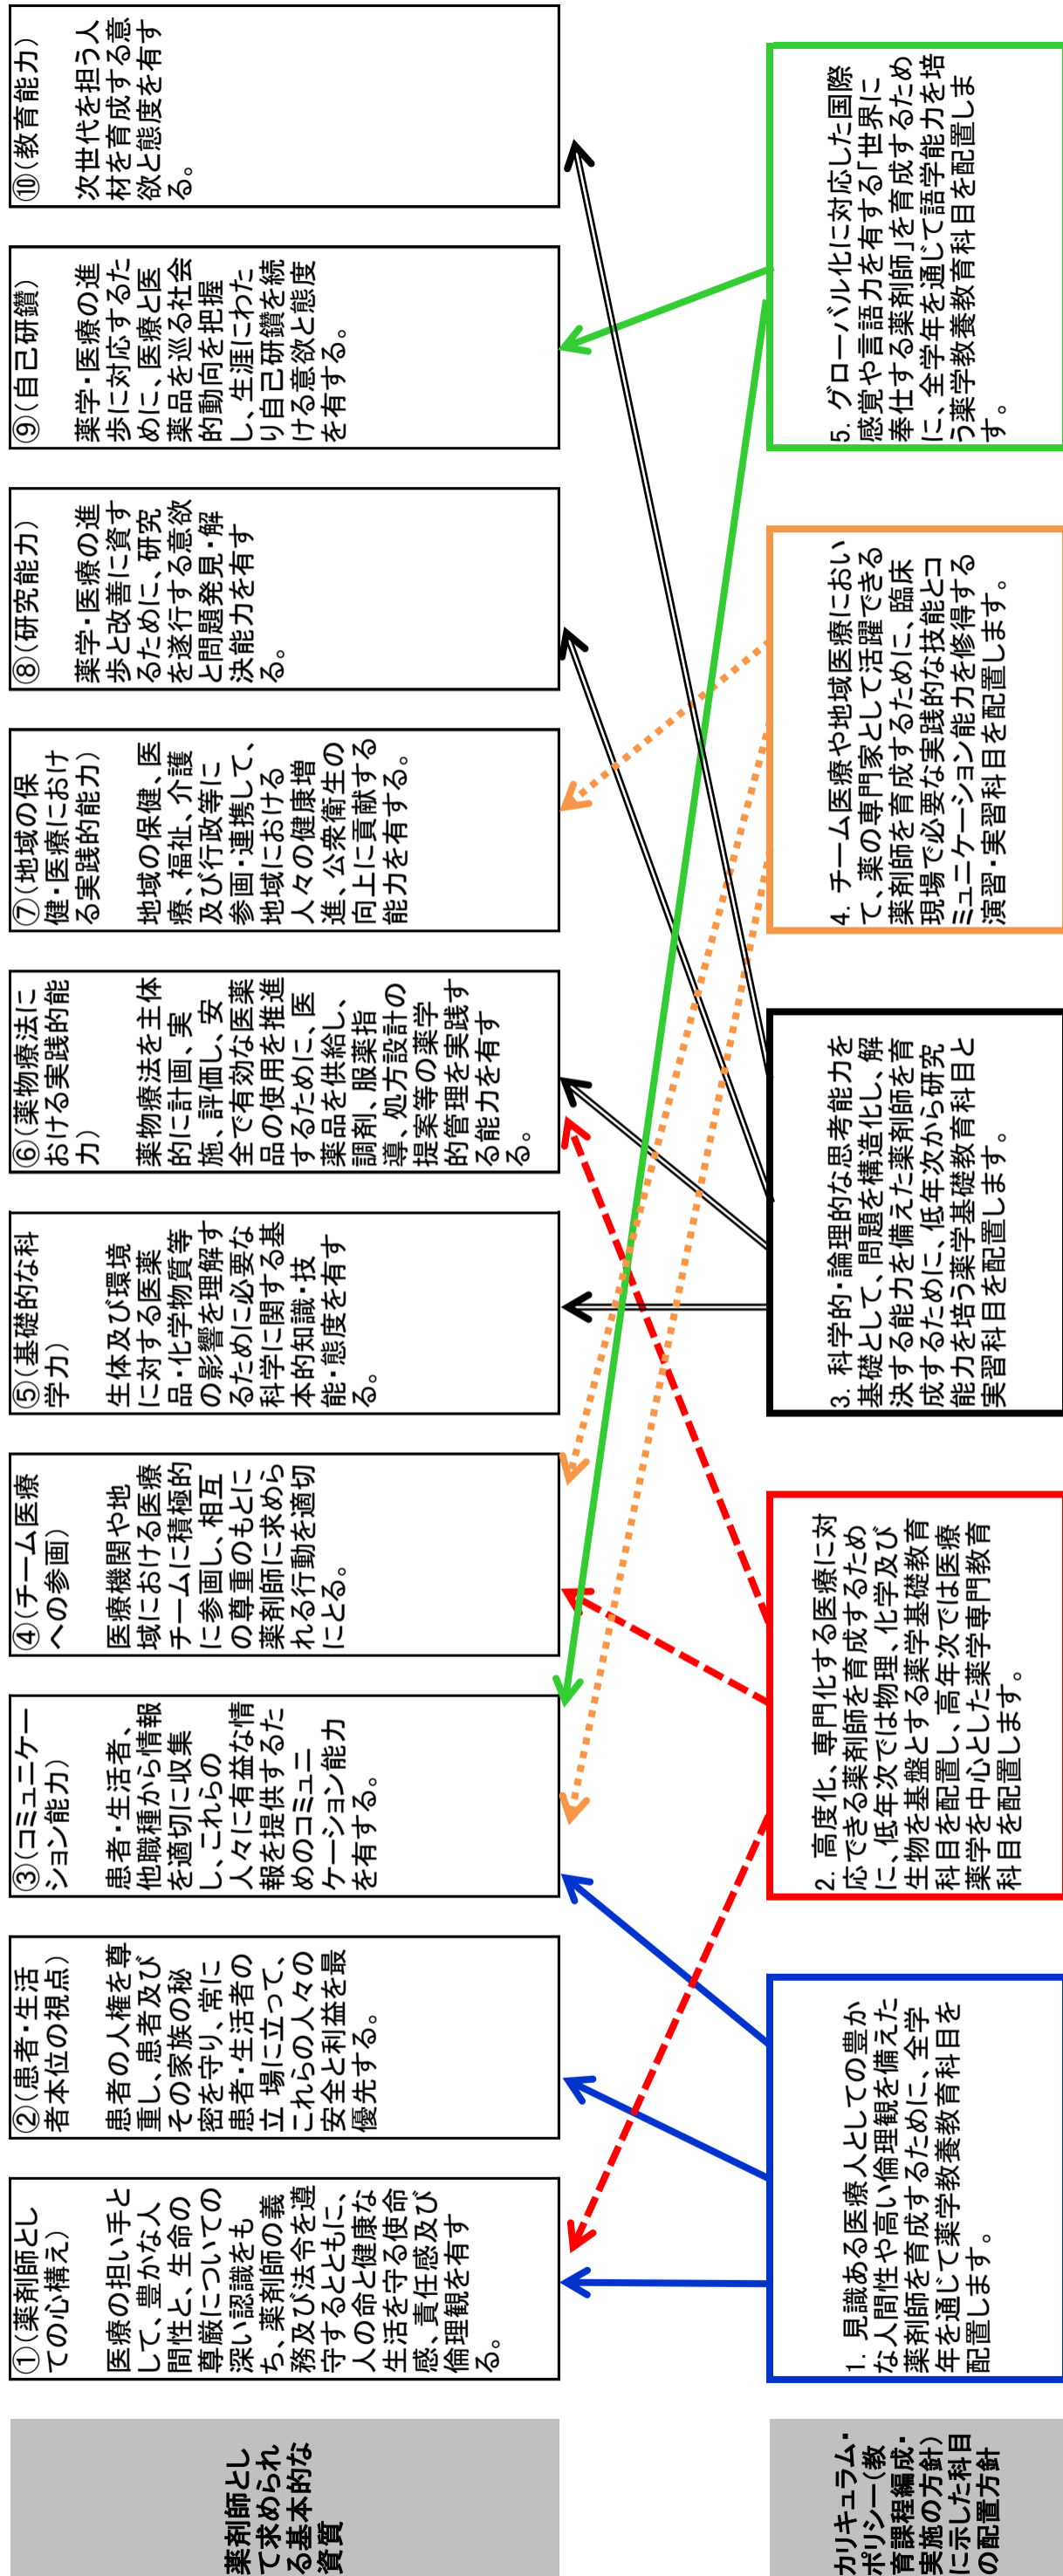 薬剤師とし
て求められ
る基本的な
資質
①(薬剤師とし
ての心構え)
医療の担い手と
して、豊かな人
間性と、生命の
尊厳についての
深い認識をも
ち、薬剤師の義
務及び法令を遵
守するとともに、
人の命と健康な
生活を守る使命
感、責任感及び
倫理観を有す
る。
②(患者・生活
者本位の視点)
患者の人権を尊
重し、患者及び
その家族の秘
密を守り、常に
患者・生活者の
立 場に立って、
これらの人々の
安全と利益を最
優先する。
③(コミュニケー
ション能力)
患者・生活者、
他職種から情報
を適切に収集
し、これらの
人々に有益な情
報を提供するた
めのコミュニ
ケーション能力
を有する。
④(チーム医療
への参画)
医療機関や地
域における医療
チームに積極的
に参画し、相互
の尊重のもとに
薬剤師に求めら
れる行動を適切
にとる。
⑤(基礎的な科
学力)
生体及び環境
に対する医薬
品・化学物質等
の影響を理解す
るために必要な
科学に関する基
本的知識・技
能・態度を有す
る。
⑥(薬物療法に
おける実践的能
力)
薬物療法を主体
的に計画、実
施、評価し、安
全で有効な医薬
品の使用を推進
するために、医
薬品を供給し、
調剤、服薬指
導、処方設計の
提案等の薬学
的管理を実践す
る能力を有す
る。
⑦(地域の保
健・医療におけ
る実践的能力)
地域の保健、医
療、福祉、介護
及び行政等に
参画・連携して、
地域における
人々の健康増
進、公衆衛生の
向上に貢献する
能力を有する。
⑧(研究能力)
薬学・医療の進
歩と改善に資す
るために、研究
を遂行する意欲
と問題発見・解
決能力を有す
る。
⑨(自己研鑽)
薬学・医療の進
歩に対応するた
めに、医療と医
薬品を巡る社会
的動向を把握
し、生涯にわた
り自己研鑽を続
ける意欲と態度
を有する。
⑩(教育能力)
次世代を担う人
材を育成する意
欲と態度を有す
る。
カリキュラム・
ポリシー(教
育課程編成・
実施の方針)
に示した科目
の配置方針
1. 見識ある医療人としての豊か
な人間性や高い倫理観を備えた
薬剤師を育成するために、全学
年を通じて薬学教養教育科目を
配置します。
2. 高度化、専門化する医療に対
応できる薬剤師を育成するため
に、低年次では物理、化学及び
生物を基盤とする薬学基礎教育
科目を配置し、高年次では医療
薬学を中心とした薬学専門教育
科目を配置します。
3. 科学的・論理的な思考能力を
基礎として、問題を構造化し、解
決する能力を備えた薬剤師を育
成するために、低年次から研究
能力を培う薬学基礎教育科目と
実習科目を配置します。
4. チーム医療や地域医療におい
て、薬の専門家として活躍できる
薬剤師を育成するために、臨床
現場で必要な実践的な技能とコ
ミュニケーション能力を修得する
演習・実習科目を配置します。
5. グローバル化に対応した国際
感覚や言語力を有する「世界に
奉仕する薬剤師」を育成するため
に、全学年を通じて語学能力を培
う薬学教養教育科目を配置しま
す。